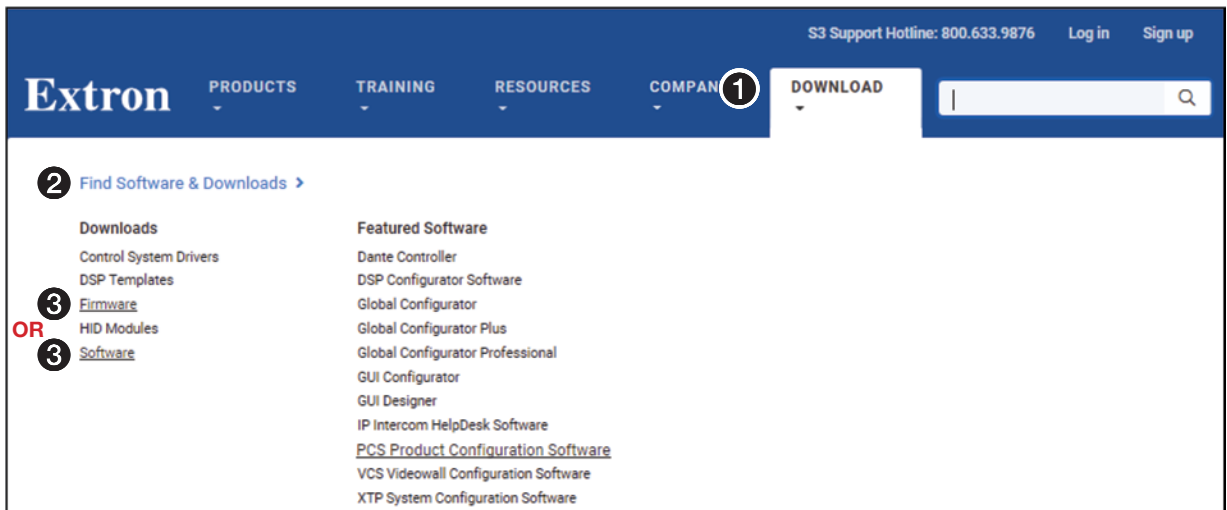 S3 Support Hotline: 800.633.9876 Log in Sign up
Extron PRODUCTS TRAINING RESOURCES COMPAN 1 DOWNLOAD
2 Find Software & Downloads >
Downloads
Control System Drivers
DSP Templates
3 Firmware
OR HID Modules
3 Software
Featured Software
Dante Controller
DSP Configurator Software
Global Configurator
Global Configurator Plus
Global Configurator Professional
GUI Configurator
GUI Designer
IP Intercom HelpDesk Software
PCS Product Configuration Software
VCS Videowall Configuration Software
XTP System Configuration Software